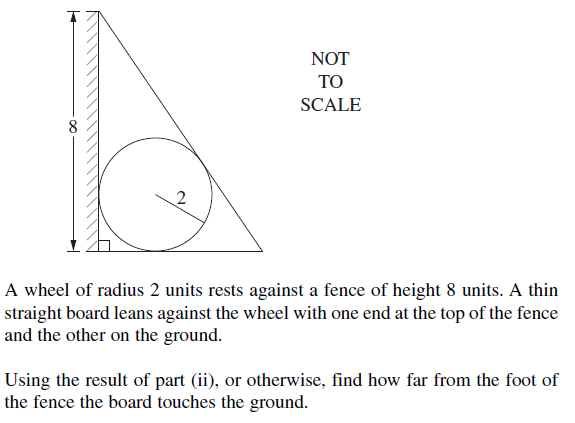 NOT
TO
SCALE
8
2
A wheel of radius 2 units rests against a fence of height 8 units. A thin
straight board leans against the wheel with one end at the top of the fence
and the other on the ground.
Using the result of part (ii), or otherwise, find how far from the foot of
the fence the board touches the ground.